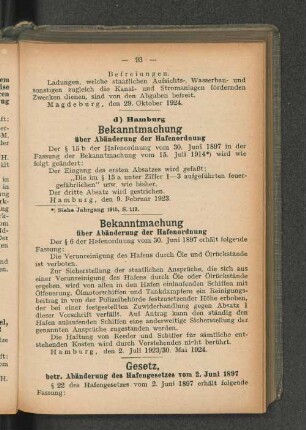 — 93 —
Befreiungen.
Ladungen, welche staatlichen Aufsichts-, Wasserbau- und
sonstigen zugleich die Kanal- und Stromanlagen fördernden
Zwecken dienen, sind von den Abgaben befreit.
Magdeburg, den 29. Oktober 1924.
d) Hamburg
Bekanntmachung
über Abänderung der Hafenordnung
Der § 15 b der Hafenordnung vom 30. Juni 1897 in der
Fassung der Bekanntmachung vom 15. Juli 1914*) wird wie
folgt geändert:
Der Eingang des ersten Absatzes wird gefaßt:
„Die im § 15 a unter Ziffer 1—3 aufgeführten feuer-
gefährlichen“ usw. wie bisher.
Der dritte Absatz wird gestrichen.
Hamburg, den 9. Februar 1923.
*) Siehe Jahrgang 1915, S. 113.
Bekanntmachung
über Abänderung der Hafenordnung
Der § 6 der Hafenordnung vom 30. Juni 1897 erhält folgende
Fassung:
Die Verunreinigung des Hafens durch Öle und Ölrückstände
ist verboten.
Zur Sicherstellung der staatlichen Ansprüche, die sich aus
einer Verunreinigung des Hafens durch Öle oder Ölrückstände
ergeben, wird von allen in den Hafen einlaufenden Schiffen mit
Ölfeuerung, Ölmotorschiffen und Tankdampfern ein Reinigungs-
beitrag in von der Polizeibehörde festzusetzender Höhe erhoben,
der bei einer festgestellten Zuwiderhandlung gegen Absatz 1
dieser Vorschrift verfällt. Auf Antrag kann den ständig den
Hafen anlaufenden Schiffen eine anderweitige Sicherstellung der
genannten Ansprüche zugestanden werden.
Die Haftung von Reeder und Schiffer für sämtliche ent-
stehenden Kosten wird durch Vorstehendes nicht berührt.
Hamburg, den 2. Juli 1923/30. Mai 1924.
Gesetz,
betr. Abänderung des Hafengesetzes vom 2. Juni 1897
§ 22 des Hafengesetzes vom 2. Juni 1897 erhält folgende
Fassung: